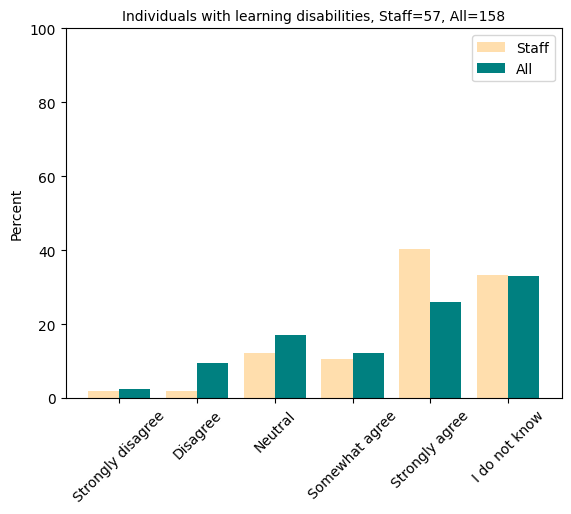 Individuals with learning disabilities, Staff=57, All=158
100
80
60
40
20
0
Percent
Staff
All
Strongly disagree
Disagree
Neutral
Somewhat agree
Strongly agree
I do not know